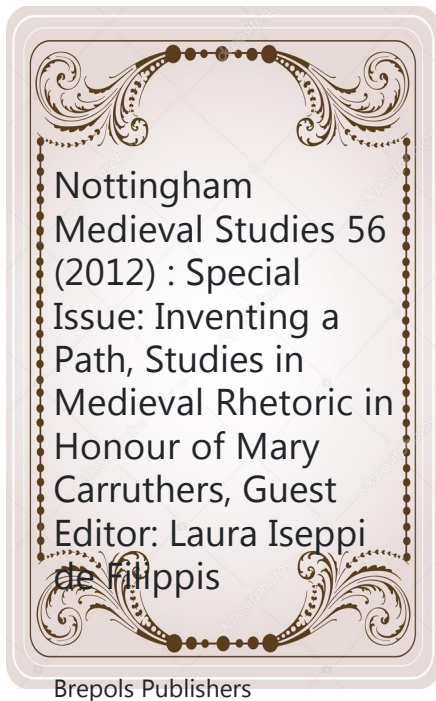 Nottingham
Medieval Studies 56
(2012) : Special
Issue: Inventing a
Path, Studies in
Medieval Rhetoric in
Honour of Mary
Carruthers, Guest
Editor: Laura Iseppi
de Filippis
Brepols Publishers